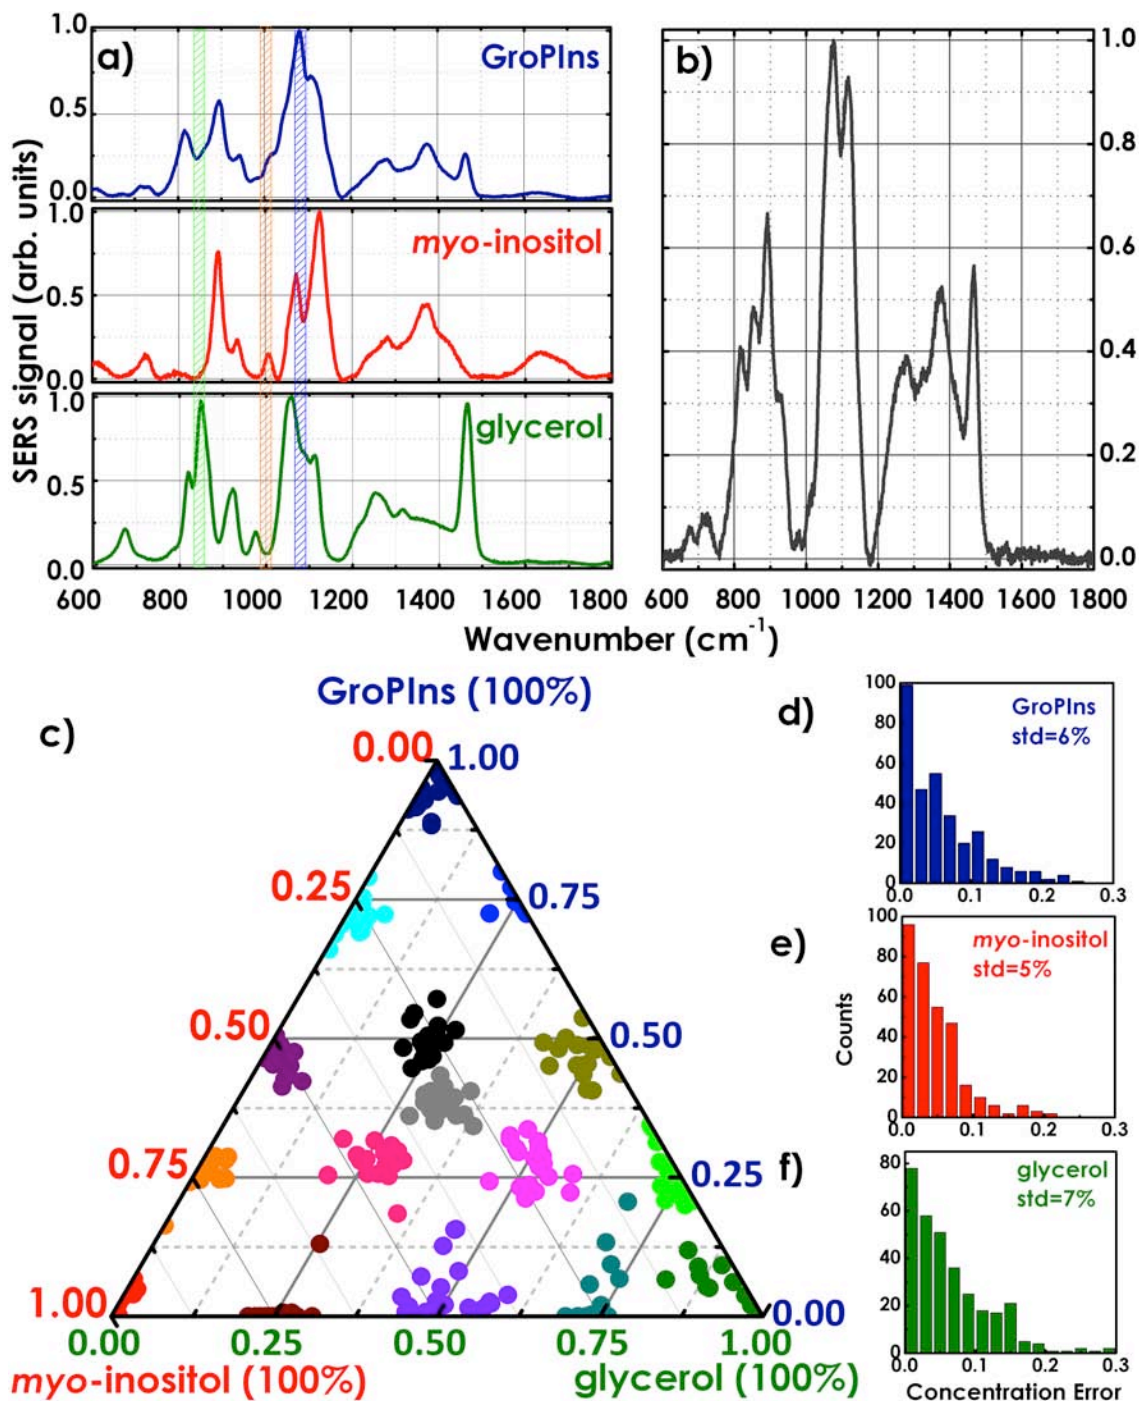 a)
GroPIns
1.0
0.5
0.0
myo-inositol
1.0
0.5
0.0
glycerol
1.0
0.5
0.0
SERS signal (arb. units)
600 800 1000 1200 1400 1600 1800
b)
1.0
0.8
0.6
0.4
0.2
0.0
600 800 1000 1200 1400 1600 1800
Wavenumber (cm⁻¹)
c)
GroPIns (100%)
0.00 1.00
0.25 0.75
0.50 0.50
0.75 0.25
1.00 0.00
0.00 0.25 0.50 0.75 1.00
myo-inositol (100%) glycerol (100%)
d)
GroPIns
std=6%
100
80
60
40
20
0
0.0 0.1 0.2 0.3
e)
myo-inositol
std=5%
100
80
60
40
20
0
0.0 0.1 0.2 0.3
Counts
f)
glycerol
std=7%
80
60
40
20
0
0.0 0.1 0.2 0.3
Concentration Error